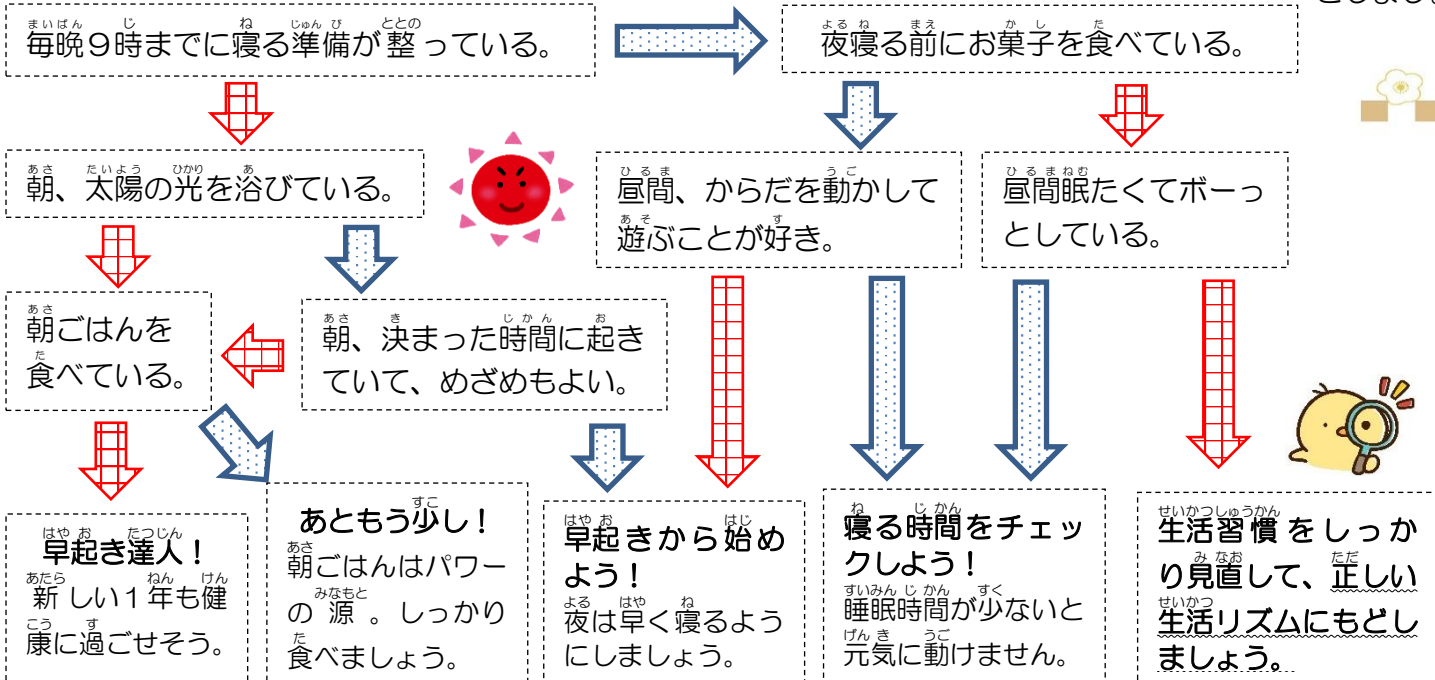 毎晩９時までに寝る準備が整っている。
夜寝る前にお菓子を食べている。
朝、太陽の光を浴びている。
昼間、からだを動かして
遊ぶことが好き。
昼間眠たくてボーっ
としている。
朝ごはんを
食べている。
朝、決まった時間に起き
ていて、めざめもよい。
早起き達人！
新しい１年も健
康に過ごせそう。
あともう少し！
朝ごはんはパワー
の源。しっかり
食べましょう。
早起きから始め
よう！
夜は早く寝るよう
にしましょう。
寝る時間をチェッ
クしよう！
睡眠時間が少ないと
元気に動けません。
生活習慣をしっか
り見直して、正しい
生活リズムにもどし
ましょう。